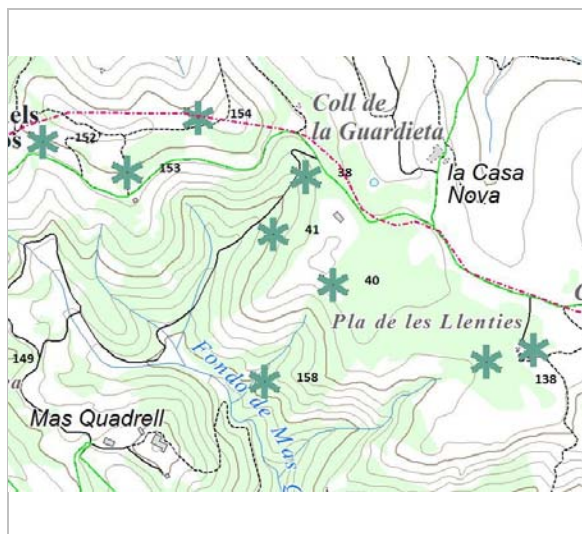 154
Coll de
la Guardieta
els
os
152
153
38
la Casa
Nova
41
40
Pla de les Llenties
149
138
158
Fondo de Mas
Mas Quadrell